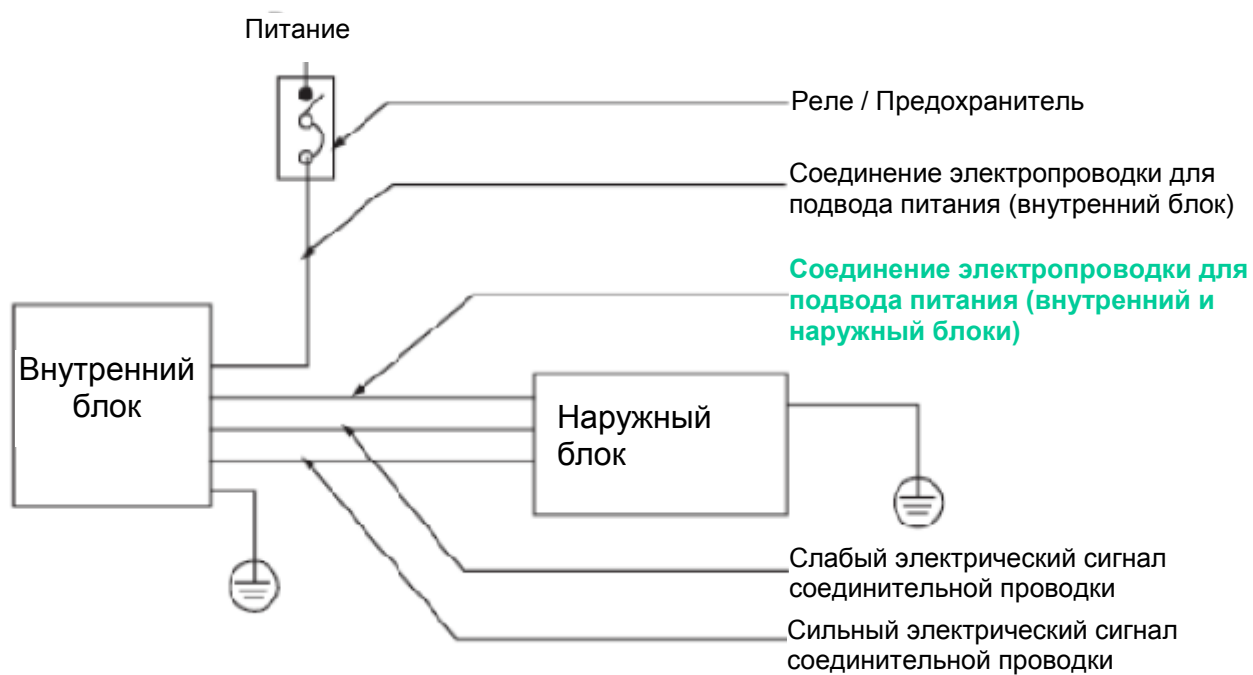 Питание
Реле / Предохранитель
Соединение электропроводки для
подвода питания (внутренний блок)
Соединение электропроводки для
подвода питания (внутренний и
наружный блоки)
Внутренний
блок
Наружный
блок
Слабый электрический сигнал
соединительной проводки
Сильный электрический сигнал
соединительной проводки